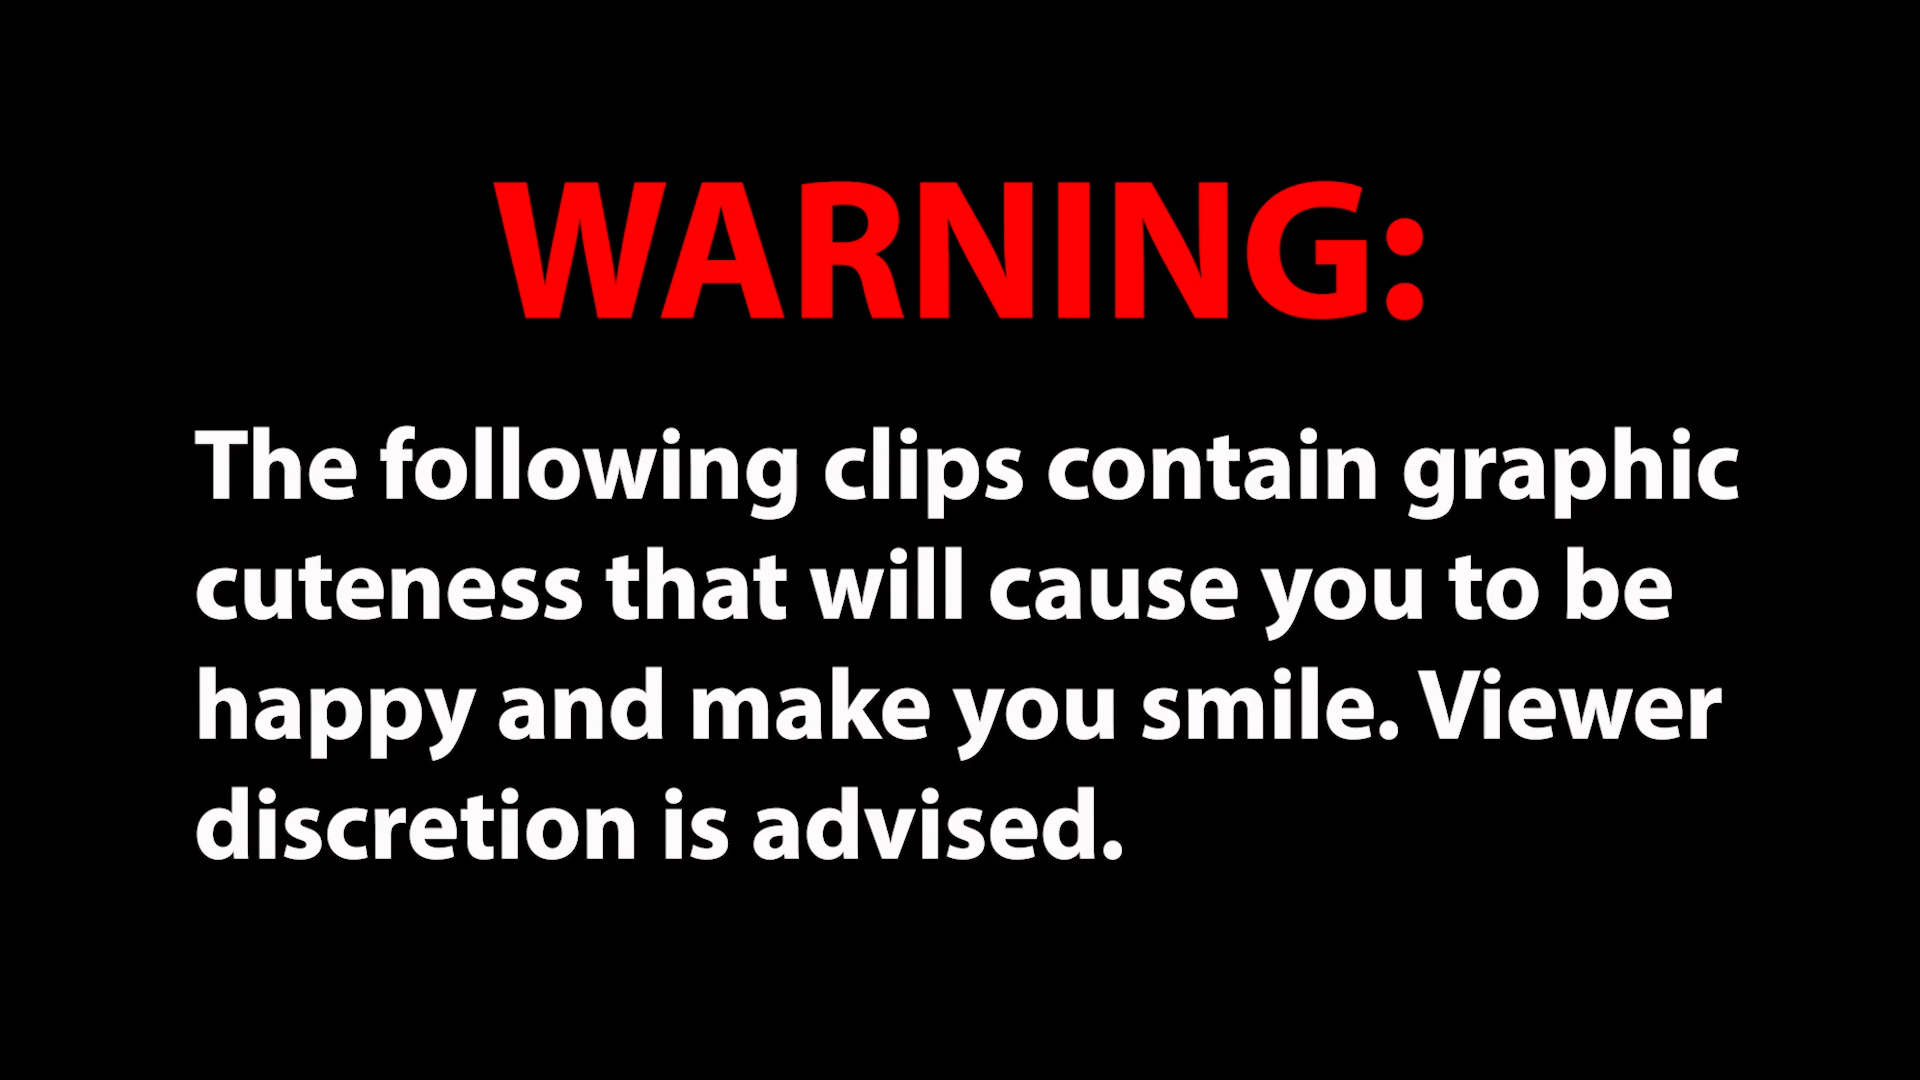 WARNING:
The following clips contain graphic
cuteness that will cause you to be
happy and make you smile. Viewer
discretion is advised.